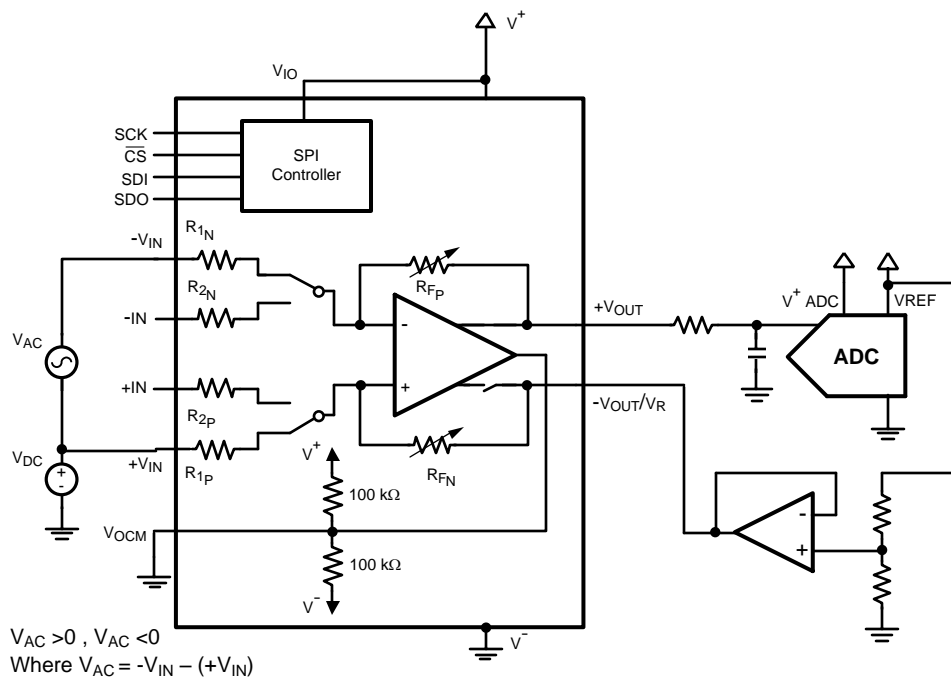 V+
VIO
SCK
CS
SDI
SDO
SPI
Controller
-VIN
R1N
R2N
-IN
RFP
-
+
+VOUT
V+ ADC
VREF
ADC
VAC
+IN
R2P
-VOUT/VR
VDC
+
-
+VIN
R1P
V+
RFN
100 kΩ
VOCM
100 kΩ
V-
-
+
V-
VAC >0 , VAC <0
Where VAC = -VIN – (+VIN)